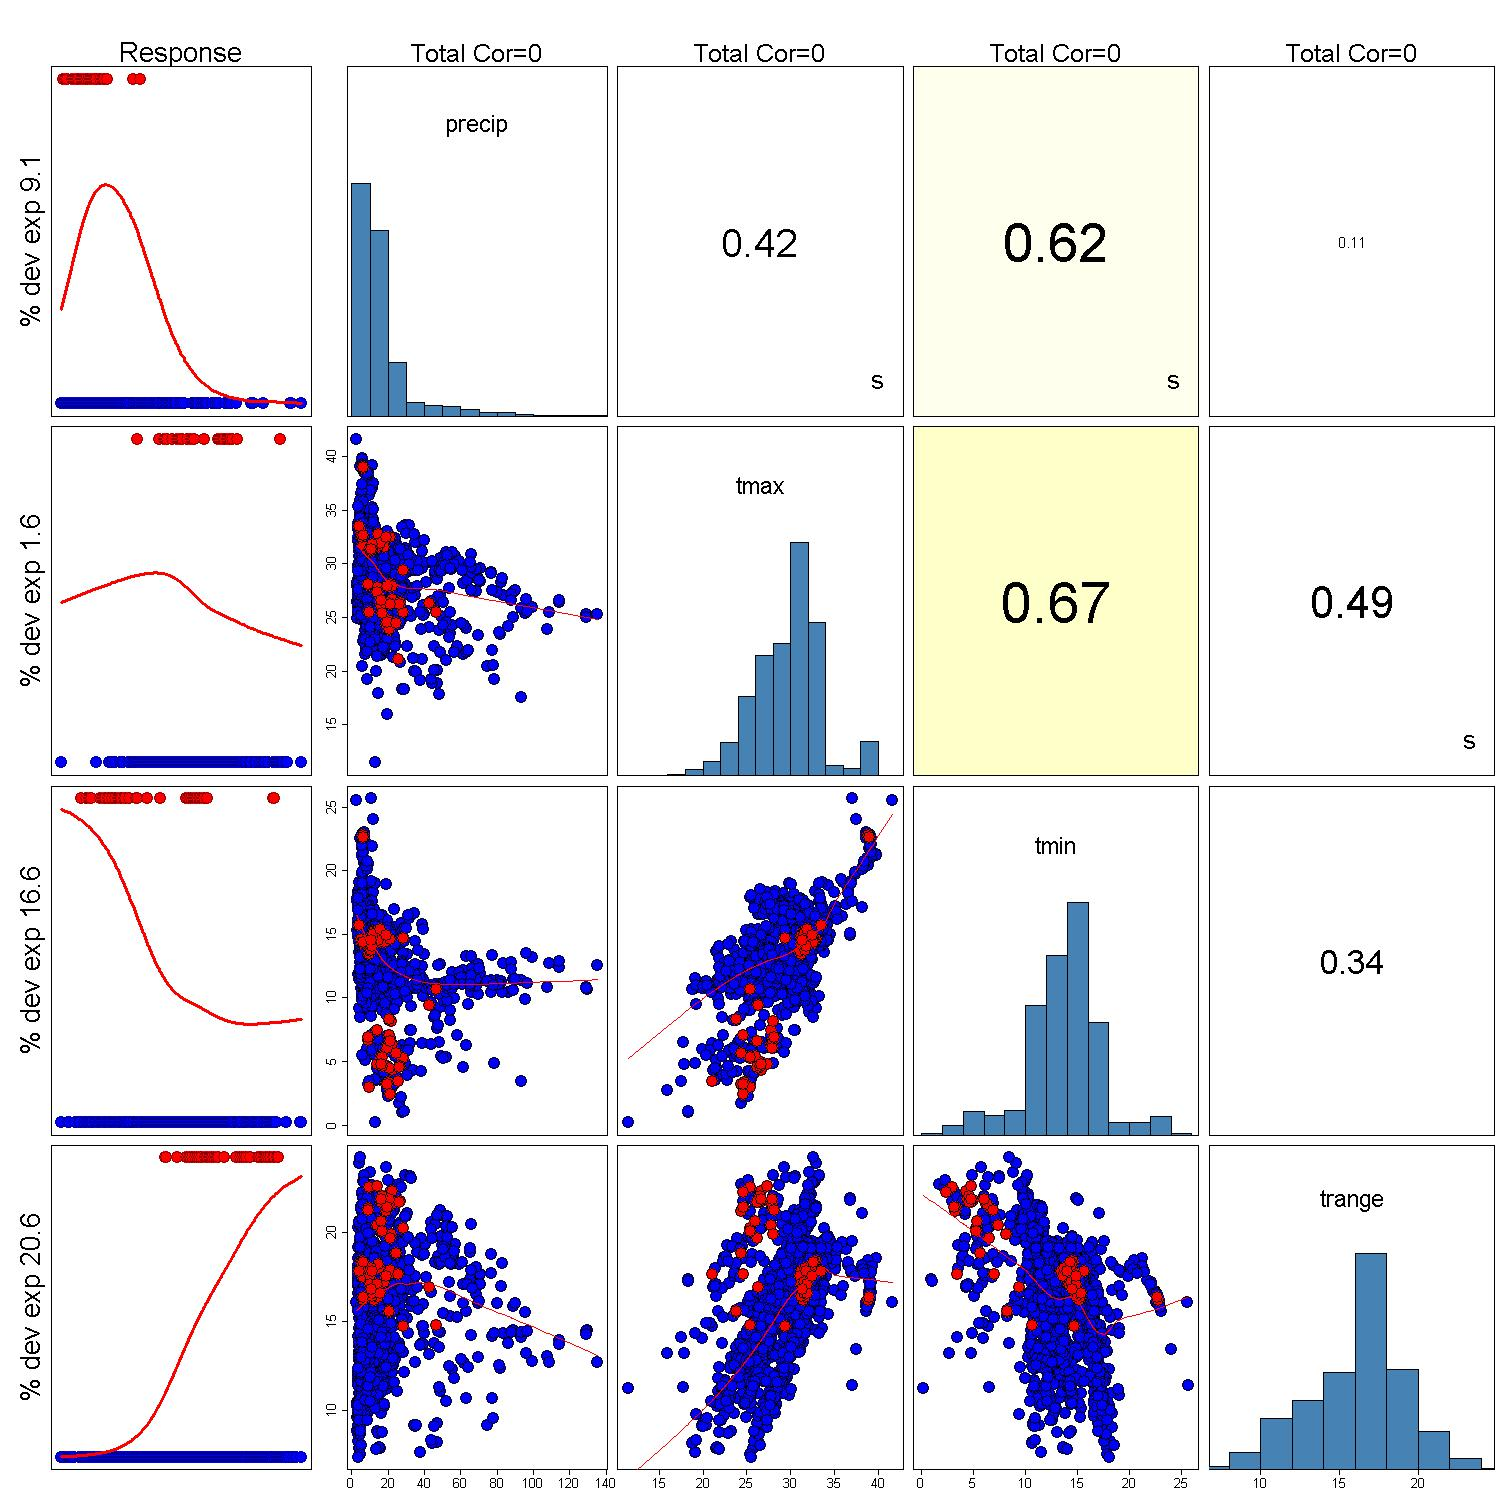 Response Total Cor=0 Total Cor=0 Total Cor=0 Total Cor=0
% dev exp 9.1
precip
0.42
0.62
0.11
s
s
% dev exp 1.6
40
35
30
25
20
15
tmax
0.67
0.49
s
% dev exp 16.6
25
20
15
10
5
0
tmin
0.34
% dev exp 20.6
20
15
10
trange
0 20 40 60 80 100 120 140
15 20 25 30 35 40
0 5 10 15 20 25
10 15 20